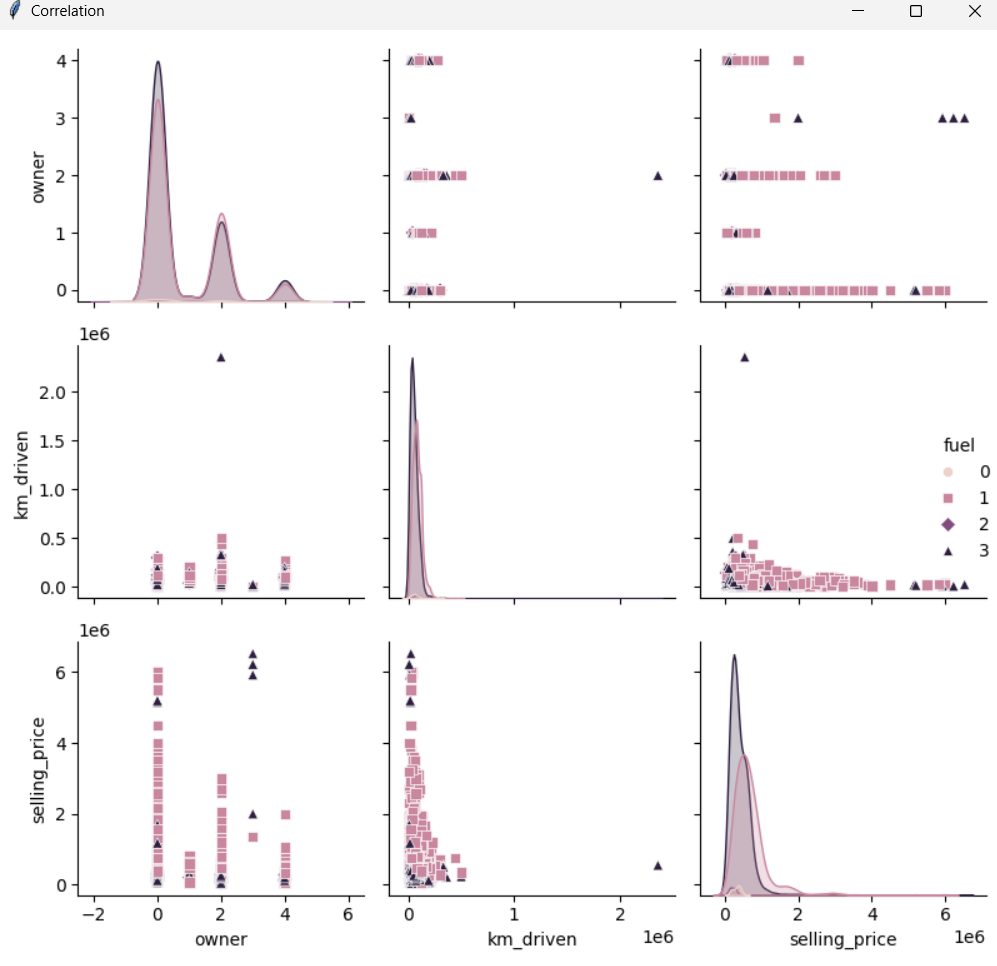 Correlation
4
3
2
1
0
owner
1e6
2.0
1.5
1.0
0.5
0.0
km_driven
fuel
0
1
2
3
1e6
6
4
2
0
selling_price
−2 0 2 4 6
owner
0 1 2
1e6
km_driven
0 2 4 6
1e6
selling_price